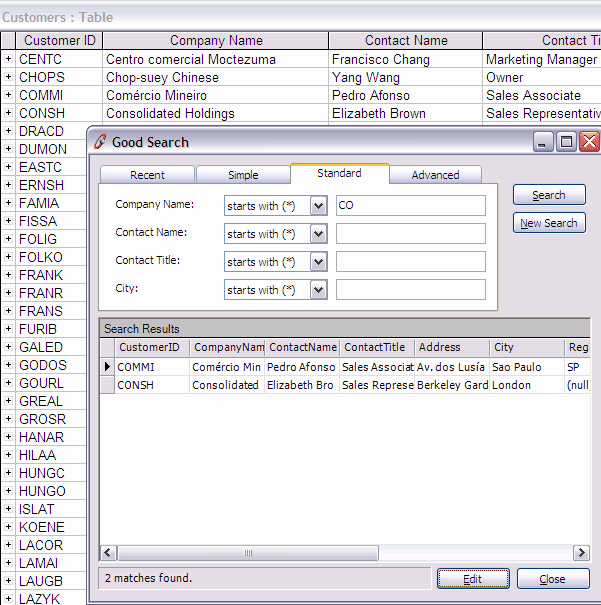 Customers : Table
Customer ID Company Name Contact Name Contact Ti
CENTC Centro comercial Moctezuma Francisco Chang Marketing Manager
CHOPS Chop-suey Chinese Yang Wang Owner
COMMI Comércio Mineiro Pedro Afonso Sales Associate
CONSH Consolidated Holdings Elizabeth Brown Sales Representativ
DRACD
DUMON
EASTC
ERNSH
FAMIA
FISSA
FOLIG
FOLKO
FRANK
FRANR
FRANS
FURIB
GALED
GODOS
GOURL
GREAL
GROSR
HANAR
HILAA
HUNGC
HUNGO
ISLAT
KOENE
LACOR
LAMAI
LAUGB
LAZYK
Good Search
Recent Simple Standard Advanced
Company Name: starts with (*) CO Search
Contact Name: starts with (*) New Search
Contact Title: starts with (*)
City: starts with (*)
Search Results
CustomerID CompanyNam ContactName ContactTitle Address City Reg
COMMI Comércio Min Pedro Afonso Sales Associat Av. dos Lusía Sao Paulo SP
CONSH Consolidated Elizabeth Bro Sales Represe Berkeley Gard London (null
2 matches found. Edit Close